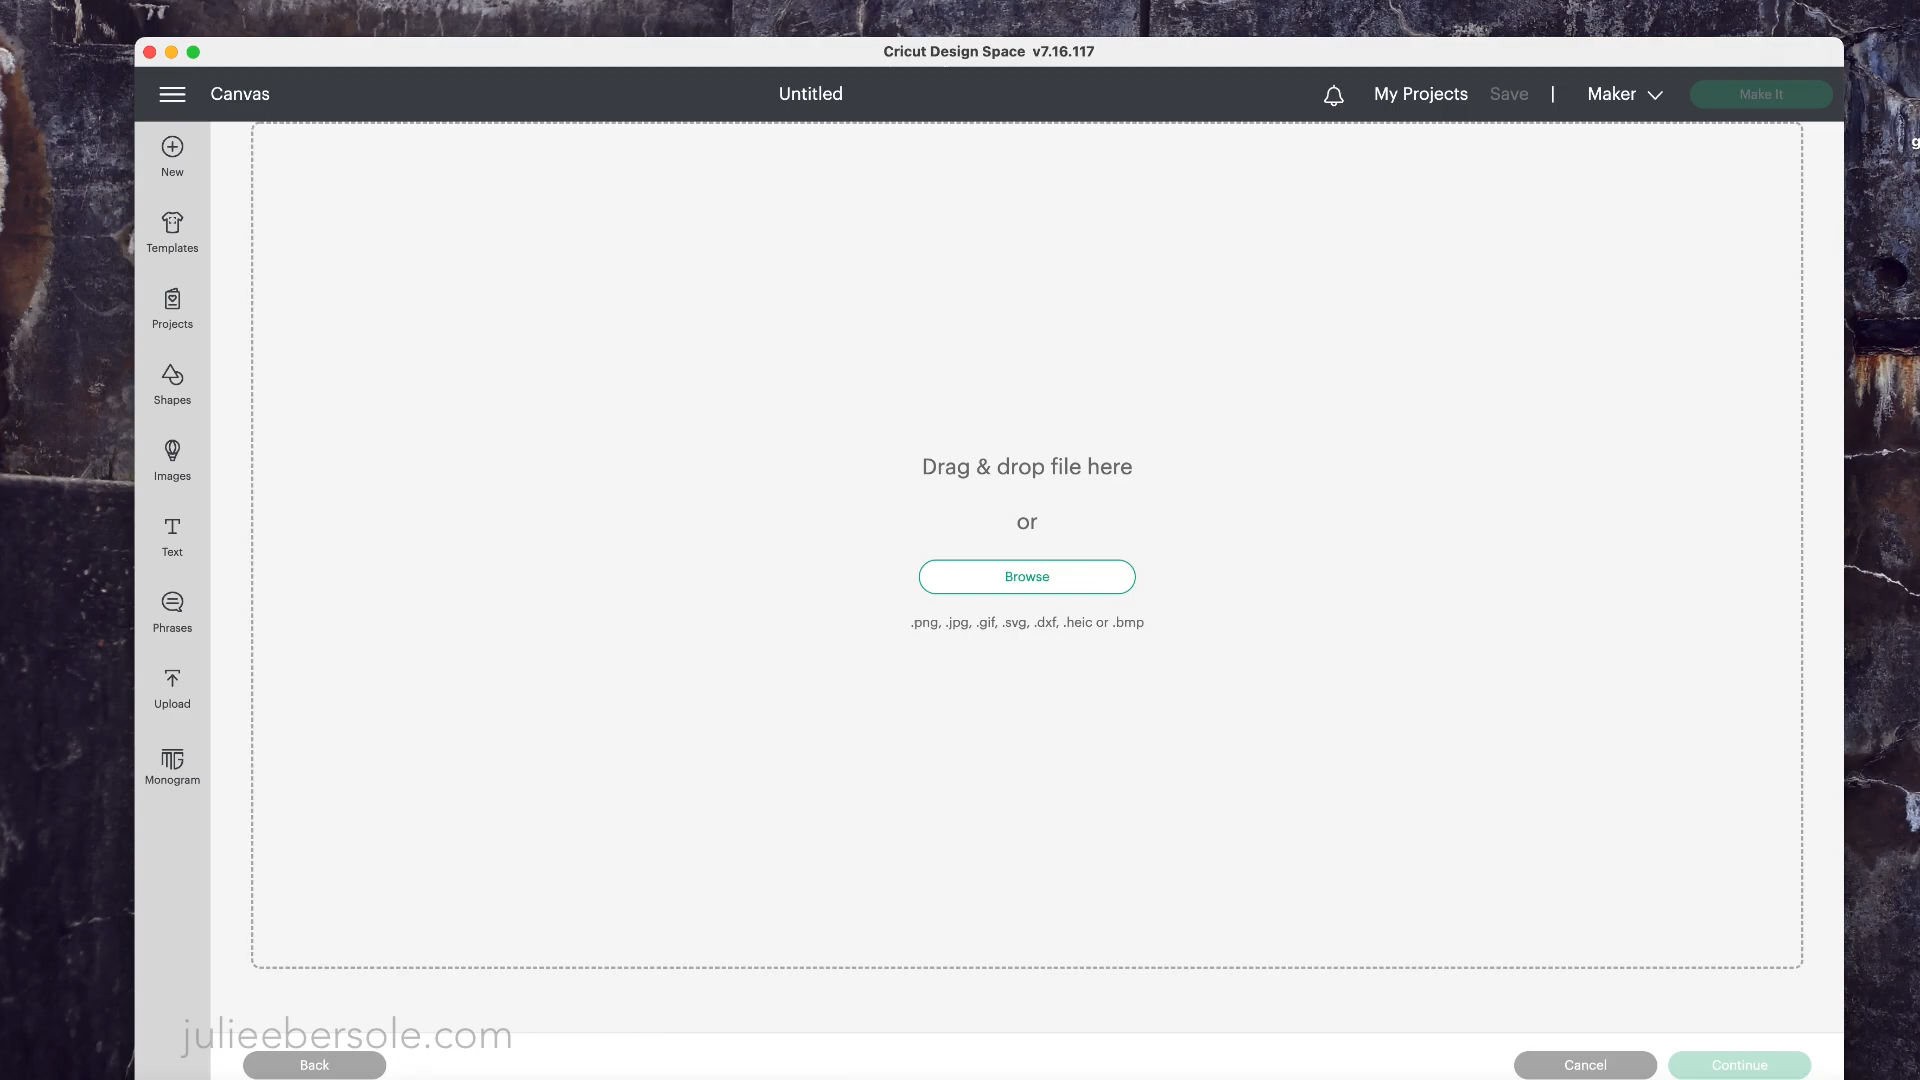 Cricut Design Space v7.16.117
Canvas
Untitled
My Projects
Save
|
Maker
Make It
New
Templates
Projects
Shapes
Images
Text
Phrases
Upload
Monogram
Drag & drop file here
or
Browse
.png, .jpg, .gif, .svg, .dxf, .heic or .bmp
julieebersole.com
Back
Cancel
Continue